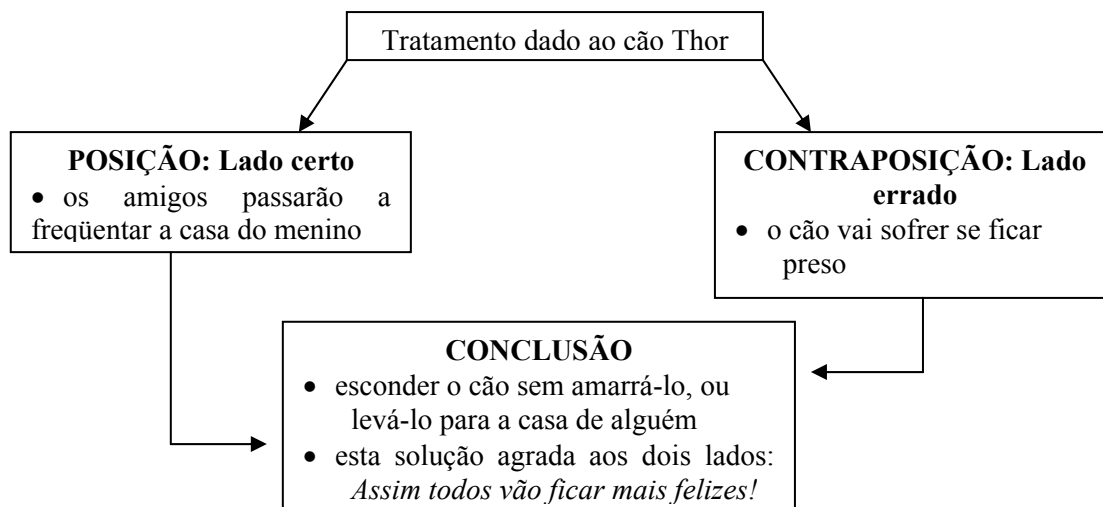 Tratamento dado ao cão Thor
POSIÇÃO: Lado certo
• os amigos passarão a
freqüentar a casa do menino
CONTRAPOSIÇÃO: Lado
errado
• o cão vai sofrer se ficar
preso
CONCLUSÃO
• esconder o cão sem amarrá-lo, ou
levá-lo para a casa de alguém
• esta solução agrada aos dois lados:
Assim todos vão ficar mais felizes!